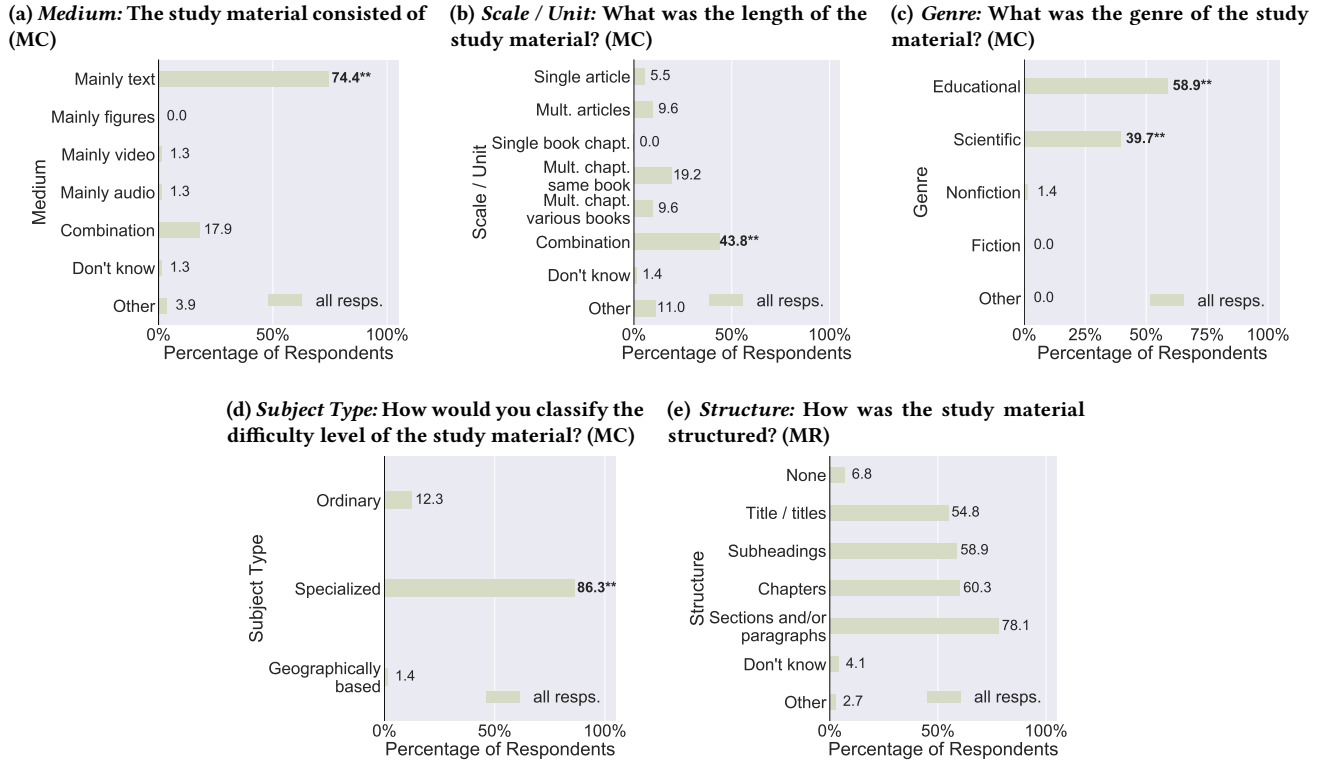 (a) Medium: The study material consisted of
(MC)
Medium
Mainly text
74.4**
Mainly figures
0.0
Mainly video
1.3
Mainly audio
1.3
Combination
17.9
Don't know
1.3
Other
3.9
all resps.
0% 50% 100%
Percentage of Respondents
(b) Scale / Unit: What was the length of the
study material? (MC)
Scale / Unit
Single article
5.5
Mult. articles
9.6
Single book chapt.
0.0
Mult. chapt.
same book
19.2
Mult. chapt.
various books
9.6
Combination
43.8**
Don't know
1.4
Other
11.0
all resps.
0% 50% 100%
Percentage of Respondents
(c) Genre: What was the genre of the study
material? (MC)
Genre
Educational
58.9**
Scientific
39.7**
Nonfiction
1.4
Fiction
0.0
Other
0.0
all resps.
0% 25% 50% 75% 100%
Percentage of Respondents
(d) Subject Type: How would you classify the
difficulty level of the study material? (MC)
Subject Type
Ordinary
12.3
Specialized
86.3**
Geographically
based
1.4
all resps.
0% 50% 100%
Percentage of Respondents
(e) Structure: How was the study material
structured? (MR)
Structure
None
6.8
Title / titles
54.8
Subheadings
58.9
Chapters
60.3
Sections and/or
paragraphs
78.1
Don't know
4.1
Other
2.7
all resps.
0% 50% 100%
Percentage of Respondents